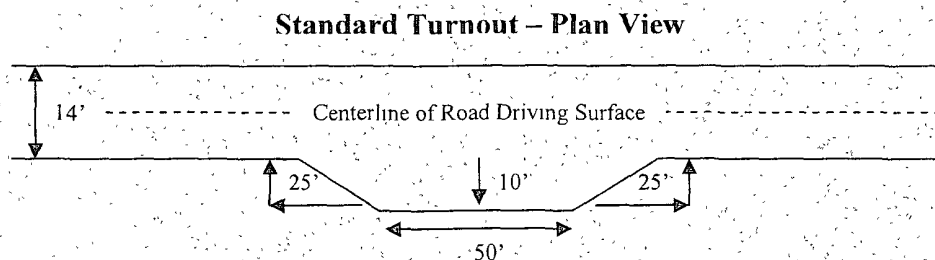 Standard Turnout – Plan View
14'
Centerline of Road Driving Surface
25'
10'
25'
50'